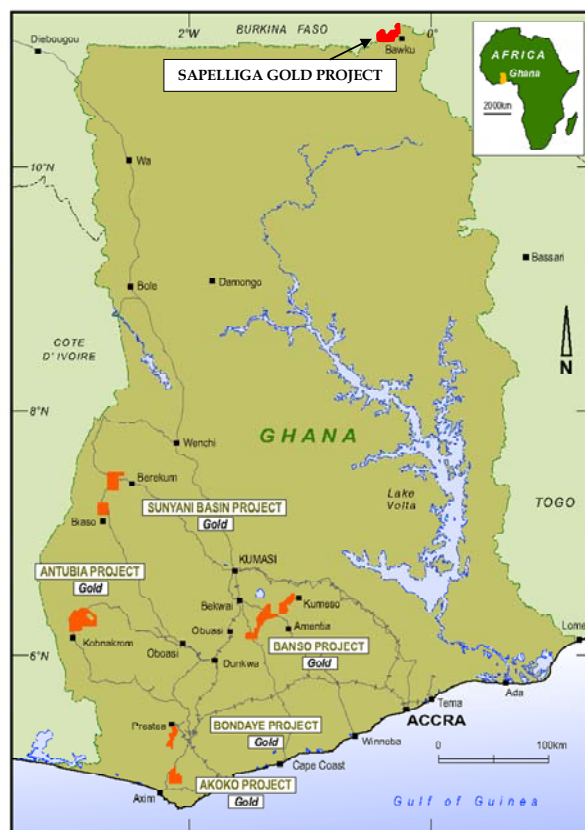 2°W
BURKINA FASO
0°
Diebougou
Bawku
SAPELLIGA GOLD PROJECT
AFRICA
Ghana
2000km
10°N
Wa
Bassari
Bole
Damongo
COTE
D'IVOIRE
N
8°N
GHANA
Wenchi
Berekum
Lake
Volta
TOGO
SUNYANI BASIN PROJECT
Gold
Biaso
KUMASI
ANTUBIA PROJECT
Gold
Bekwai
Kumeso
Obuasi
Amentia
Kohnakrom
Oboasi
BANSO PROJECT
Gold
Lome
6°N
Dunkwa
Ada
Tema
ACCRA
Prestea
BONDAYE PROJECT
Gold
Winneba
0
100km
Cape Coast
AKOKO PROJECT
Gold
Axim
Gulf of Guinea